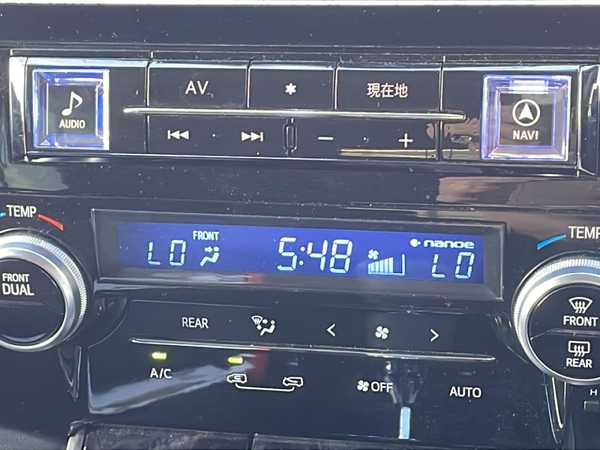 AV
*
現在地
AUDIO
NAVI
− +
TEMP
FRONT
5:48
nanoe
TEMP
LO
LO
FRONT
DUAL
REAR
FRONT
REAR
A/C
OFF
AUTO